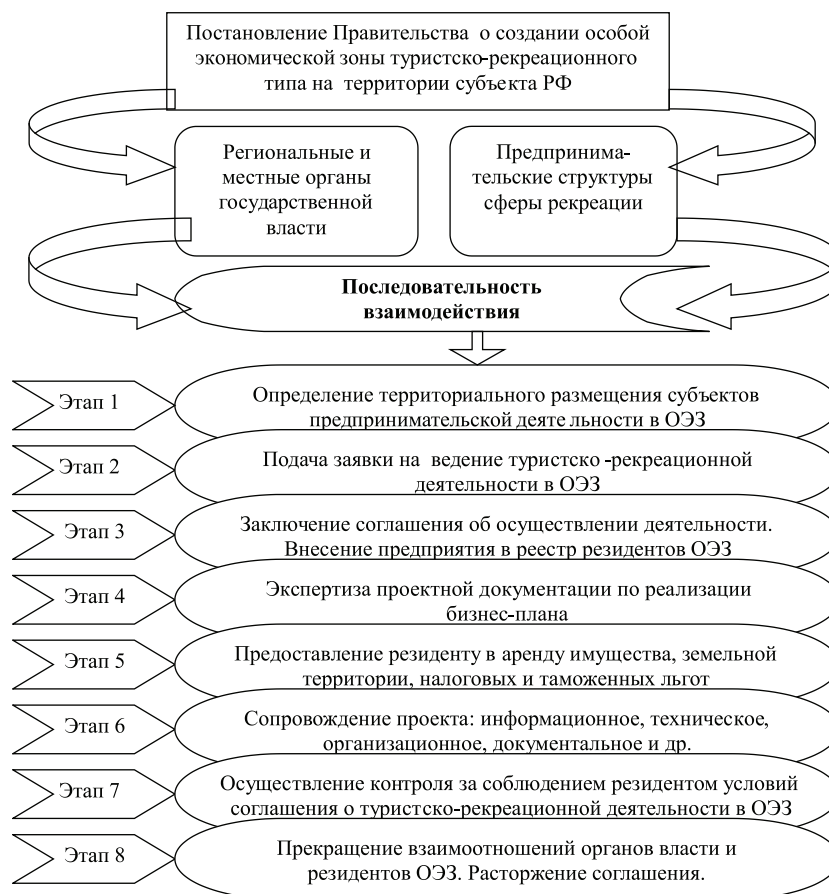 Постановление Правительства о создании особой
экономической зоны туристско-рекреационного
типа на территории субъекта РФ
Региональные и
местные органы
государственной
власти
Предпринима-
тельские структуры
сферы рекреации
Последовательность
взаимодействия
Этап 1
Определение территориального размещения субъектов
предпринимательской деяте льности в ОЭЗ
Этап 2
Подача заявки на ведение туристско -рекреационной
деятельности в ОЭЗ
Этап 3
Заключение соглашения об осуществлении деятельности.
Внесение предприятия в реестр резидентов ОЭЗ
Этап 4
Экспертиза проектной документации по реализации
бизнес-плана
Этап 5
Предоставление резиденту в аренду имущества, земельной
территории, налоговых и таможенных льгот
Этап 6
Сопровождение проекта: информационное, техническое,
организационное, документальное и др.
Этап 7
Осуществление контроля за соблюдением резидентом условий
соглашения о туристско-рекреационной деятельности в ОЭЗ
Этап 8
Прекращение взаимоотношений органов власти и
резидентов ОЭЗ. Расторжение соглашения.